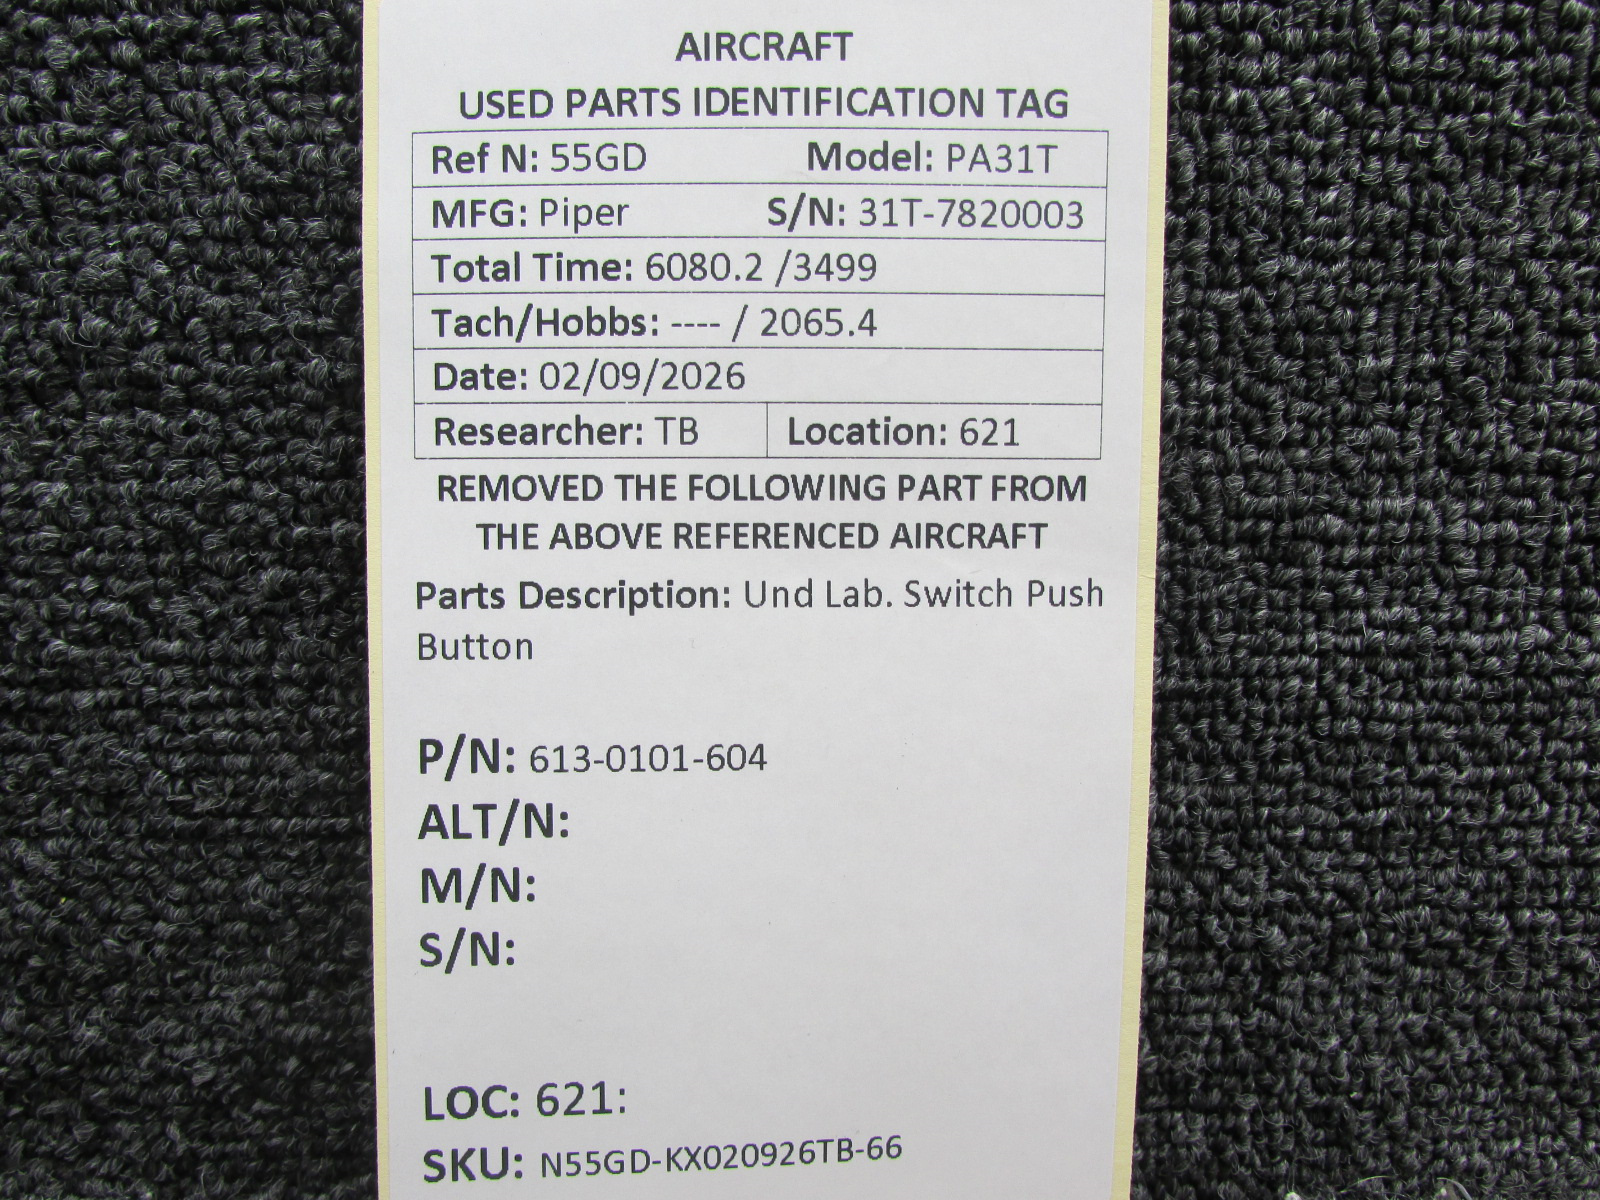 AIRCRAFT
USED PARTS IDENTIFICATION TAG
Ref N: 55GD Model: PA31T
MFG: Piper S/N: 31T-7820003
Total Time: 6080.2 /3499
Tach/Hobbs: ---- / 2065.4
Date: 02/09/2026
Researcher: TB Location: 621
REMOVED THE FOLLOWING PART FROM
THE ABOVE REFERENCED AIRCRAFT
Parts Description: Und Lab. Switch Push
Button
P/N: 613-0101-604
ALT/N:
M/N:
S/N:
LOC: 621:
SKU: N55GD-KX020926TB-66